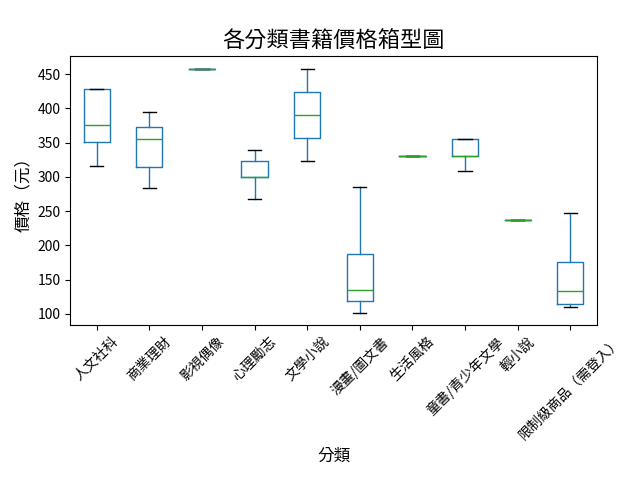 各分類書籍價格箱型圖
價格（元）
450
400
350
300
250
200
150
100
人文社科
商業理財
影視偶像
心理勵志
文學小說
漫畫/圖文書
生活風格
童書/青少年文學
輕小說
限制級商品（需登入）
分類